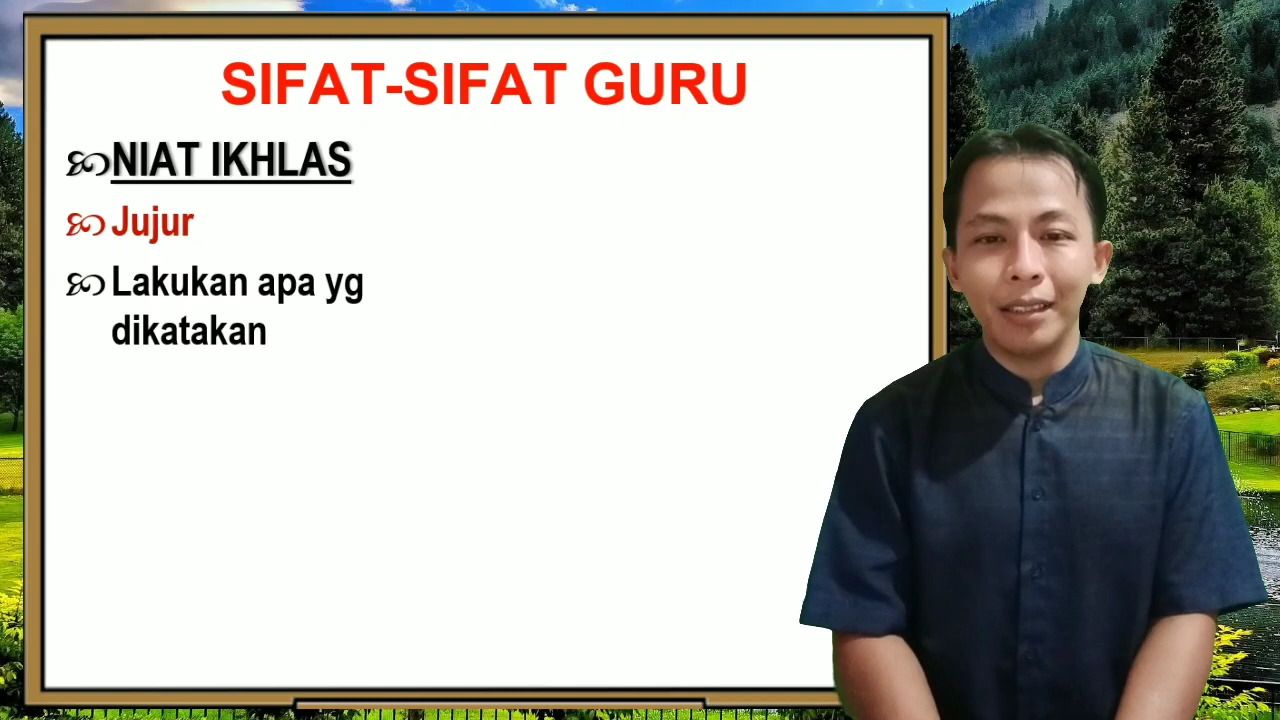 SIFAT-SIFAT GURU
NIAT IKHLAS
Jujur
Lakukan apa yg
dikatakan